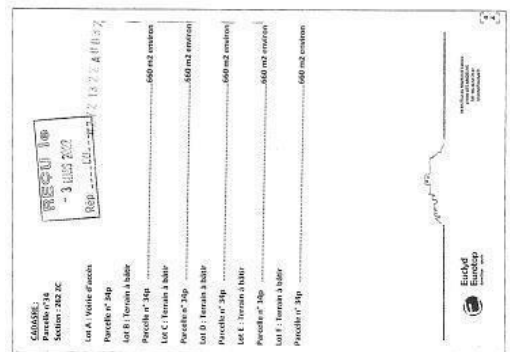 CADASTRE :
Parcelle n°34
Section : 262 ZC
REÇU le
- 3 2022
Rép
Lot A : Voirie d'accès
Parcelle n° 34p
Lot B : Terrain à bâtir
Parcelle n° 34p 660 m2 environ
Lot C : Terrain à bâtir
Parcelle n° 34p 660 m2 environ
Lot D : Terrain à bâtir
Parcelle n° 34p 660 m2 environ
Lot E : Terrain à bâtir
Parcelle n° 34p 660 m2 environ
Lot F : Terrain à bâtir
Parcelle n° 34p 660 m2 environ
Euclyd
Eurotop